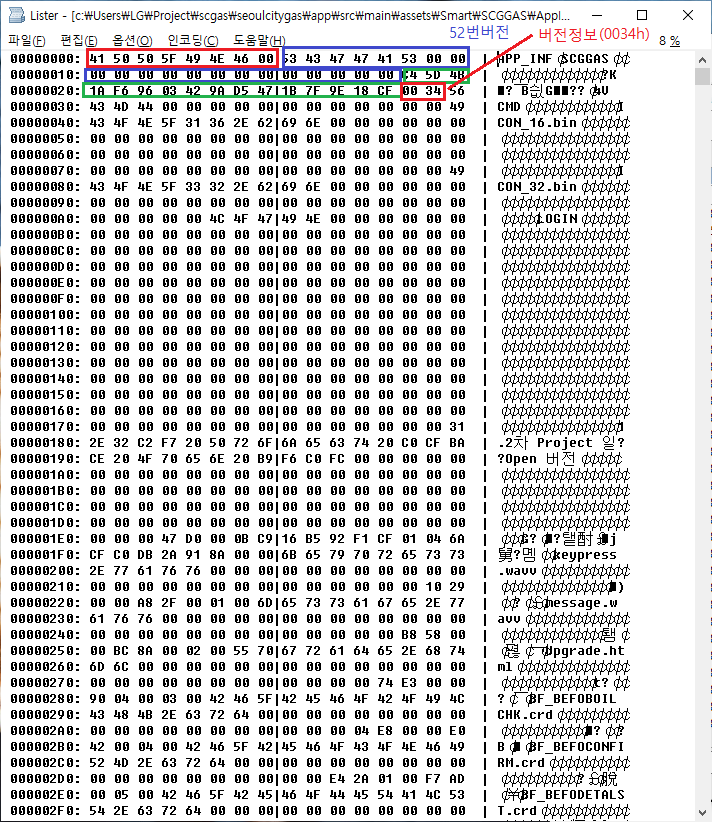 Lister - [c:₩Users₩LG₩Project₩scgas₩seoulcitygas₩app₩src₩main₩assets₩Smart₩SCGGAS₩Appl...
파일(F) 편집(E) 옵션(O) 인코딩(C) 도움말(H) 52번버전 버전정보(0034h) 8 %
00000000: 41 50 50 5F 49 4E 46 00|53 43 47 47 41 53 00 00 | APP_INF SCGGAS
00000010: 00 00 00 00 00 00 00 00|00 00 00 00 C4 5D 4B
00000020: 1A F6 96 03 42 9A D5 47|1B 7F 9E 18 CF 00 34 56
00000030: 43 4D 44 00 00 00 00 00|00 00 00 00 00 00 00 49 | CMD I
00000040: 43 4F 4E 5F 31 36 2E 62|69 6E 00 00 00 00 00 00 | CON_16.bin
00000050: 00 00 00 00 00 00 00 00|00 00 00 00 00 00 00 00 |
00000060: 00 00 00 00 00 00 00 00|00 00 00 00 00 00 00 00 |
00000070: 00 00 00 00 00 00 00 00|00 00 00 00 00 00 00 49 | I
00000080: 43 4F 4E 5F 33 32 2E 62|69 6E 00 00 00 00 00 00 | CON_32.bin
00000090: 00 00 00 00 00 00 00 00|00 00 00 00 00 00 00 00 |
000000A0: 00 00 00 00 00 4C 4F 47|49 4E 00 00 00 00 00 00 | LOGIN
000000B0: 00 00 00 00 00 00 00 00|00 00 00 00 00 00 00 00 |
000000C0: 00 00 00 00 00 00 00 00|00 00 00 00 00 00 00 00 |
000000D0: 00 00 00 00 00 00 00 00|00 00 00 00 00 00 00 00 |
000000E0: 00 00 00 00 00 00 00 00|00 00 00 00 00 00 00 00 |
000000F0: 00 00 00 00 00 00 00 00|00 00 00 00 00 00 00 00 |
00000100: 00 00 00 00 00 00 00 00|00 00 00 00 00 00 00 00 |
00000110: 00 00 00 00 00 00 00 00|00 00 00 00 00 00 00 00 |
00000120: 00 00 00 00 00 00 00 00|00 00 00 00 00 00 00 00 |
00000130: 00 00 00 00 00 00 00 00|00 00 00 00 00 00 00 00 |
00000140: 00 00 00 00 00 00 00 00|00 00 00 00 00 00 00 00 |
00000150: 00 00 00 00 00 00 00 00|00 00 00 00 00 00 00 00 |
00000160: 00 00 00 00 00 00 00 00|00 00 00 00 00 00 00 00 |
00000170: 00 00 00 00 00 00 00 00|00 00 00 00 00 00 00 31 | 1
00000180: 2E 32 C2 F7 20 50 72 6F|6A 65 63 74 20 C0 CF BA | .2차 Project 일?
00000190: CE 20 4F 70 65 6E 20 B9|F6 C0 FC 00 00 00 00 00 | ?Open 버전
000001A0: 00 00 00 00 00 00 00 00|00 00 00 00 00 00 00 00 |
000001B0: 00 00 00 00 00 00 00 00|00 00 00 00 00 00 00 00 |
000001C0: 00 00 00 00 00 00 00 00|00 00 00 00 00 00 00 00 |
000001D0: 00 00 00 00 00 00 00 00|00 00 00 00 00 00 00 00 |
000001E0: 00 00 00 47 D0 00 0B C9|16 B5 92 F1 CF 01 04 6A
000001F0: CF C0 DB 2A 91 8A 00 00|6B 65 79 70 72 65 73 73 | keypress
00000200: 2E 77 61 76 76 00 00 00|00 00 00 00 00 00 00 00 | .wavv
00000210: 00 00 00 00 00 00 00 00|00 00 00 00 00 00 10 29 | )
00000220: 00 00 A8 2F 00 01 00 6D|65 73 73 61 67 65 2E 77 | message.w
00000230: 61 76 76 00 00 00 00 00|00 00 00 00 00 00 00 00 | avv
00000240: 00 00 00 00 00 00 00 00|00 00 00 00 00 00 B8 58
00000250: 00 BC 8A 00 02 00 55 70|67 72 61 64 65 2E 68 74 | Upgrade.ht
00000260: 6D 6C 00 00 00 00 00 00|00 00 00 00 00 00 00 00 | ml
00000270: 00 00 00 00 00 00 00 00|00 00 00 00 00 74 E3 00 | t?
00000280: 90 04 00 03 00 42 46 5F|42 45 46 4F 42 4F 49 4C | BF_BEFOBOIL
00000290: 43 48 4B 2E 63 72 64 00|00 00 00 00 00 00 00 00 | CHK.crd
000002A0: 00 00 00 00 00 00 00 00|00 00 00 04 E8 00 00 E0
000002B0: 42 00 04 00 42 46 5F 42|45 46 4F 43 4F 4E 46 49 | B BF_BEFOCONFI
000002C0: 52 4D 2E 63 72 64 00 00|00 00 00 00 00 00 00 00 | RM.crd
000002D0: 00 00 00 00 00 00 00 00|00 00 E4 2A 01 00 F7 AD
000002E0: 00 05 00 42 46 5F 42 45|46 4F 44 45 54 41 4C 53 | BF_BEFODETALS
000002F0: 54 2E 63 72 64 00 00 00|00 00 00 00 00 00 00 00 | T.crd